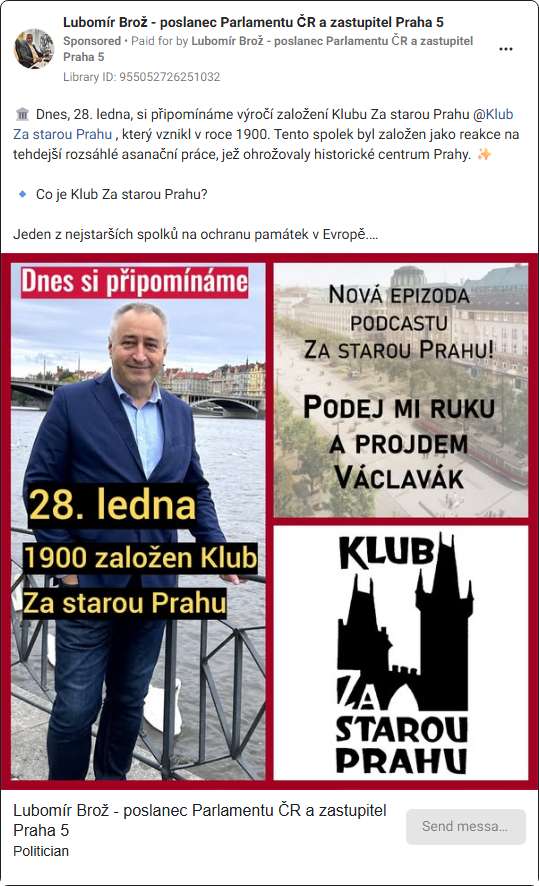 Lubomír Brož - poslanec Parlamentu ČR a zastupitel Praha 5
Sponsored • Paid for by Lubomír Brož - poslanec Parlamentu ČR a zastupitel
Praha 5
Library ID: 955052726251032
🏛️ Dnes, 28. ledna, si připomínáme výročí založení Klubu Za starou Prahu @Klub
Za starou Prahu , který vznikl v roce 1900. Tento spolek byl založen jako reakce na
tehdejší rozsáhlé asanační práce, jež ohrožovaly historické centrum Prahy. ✨
🔹 Co je Klub Za starou Prahu?
Jeden z nejstarších spolků na ochranu památek v Evropě....
Dnes si připomínáme
28. ledna
1900 založen Klub
Za starou Prahu
Nová epizoda
podcastu
Za starou Prahu!
Podej mi ruku
a projdem
Václavák
KLUB
ZA
STAROU
PRAHU
Lubomír Brož - poslanec Parlamentu ČR a zastupitel
Praha 5
Politician
Send messa...